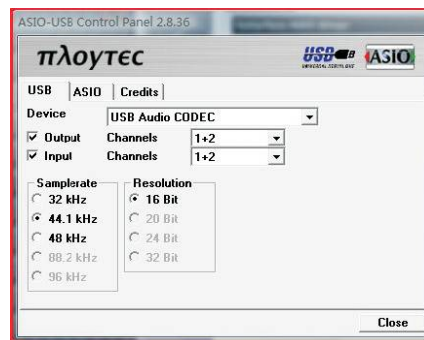 ASIO-USB Control Panel 2.8.36
πλογτεc
USB
ASIO
USB ASIO Credits
Device USB Audio CODEC
Output Channels 1+2
Input Channels 1+2
Samplerate Resolution
32 kHz 16 Bit
44.1 kHz 20 Bit
48 kHz 24 Bit
88.2 kHz 32 Bit
96 kHz
Close